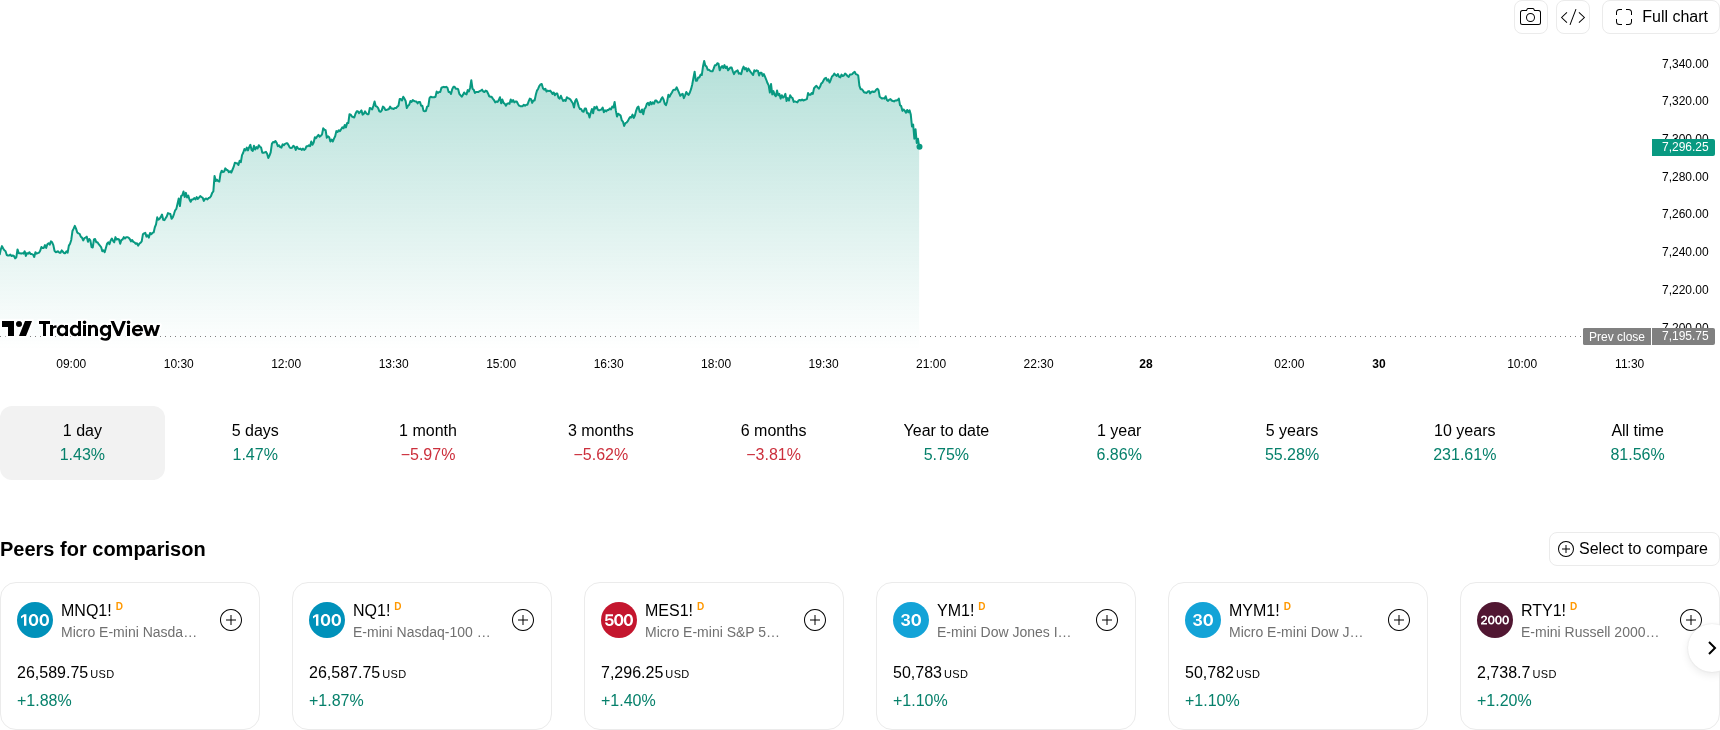 Full chart
7,340.00
7,320.00
7,300.00
7,296.25
7,280.00
7,260.00
7,240.00
7,220.00
7,200.00
Prev close 7,195.75
TradingView
09:00 10:30 12:00 13:30 15:00 16:30 18:00 19:30 21:00 22:30 28 02:00 30 10:00 11:30
1 day 5 days 1 month 3 months 6 months Year to date 1 year 5 years 10 years All time
1.43% 1.47% −5.97% −5.62% −3.81% 5.75% 6.86% 55.28% 231.61% 81.56%
Peers for comparison
Select to compare
100 MNQ1! D
Micro E-mini Nasda…
26,589.75 USD
+1.88%
100 NQ1! D
E-mini Nasdaq-100 …
26,587.75 USD
+1.87%
500 MES1! D
Micro E-mini S&P 5…
7,296.25 USD
+1.40%
30 YM1! D
E-mini Dow Jones I…
50,783 USD
+1.10%
30 MYM1! D
Micro E-mini Dow J…
50,782 USD
+1.10%
2000 RTY1! D
E-mini Russell 2000…
2,738.7 USD
+1.20%